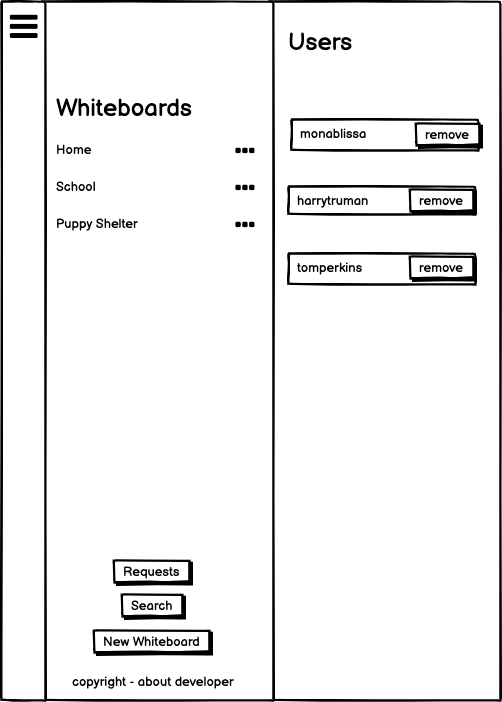 Whiteboards
Home
School
Puppy Shelter
Requests
Search
New Whiteboard
copyright - about developer
Users
monablissa remove
harrytruman remove
tomperkins remove